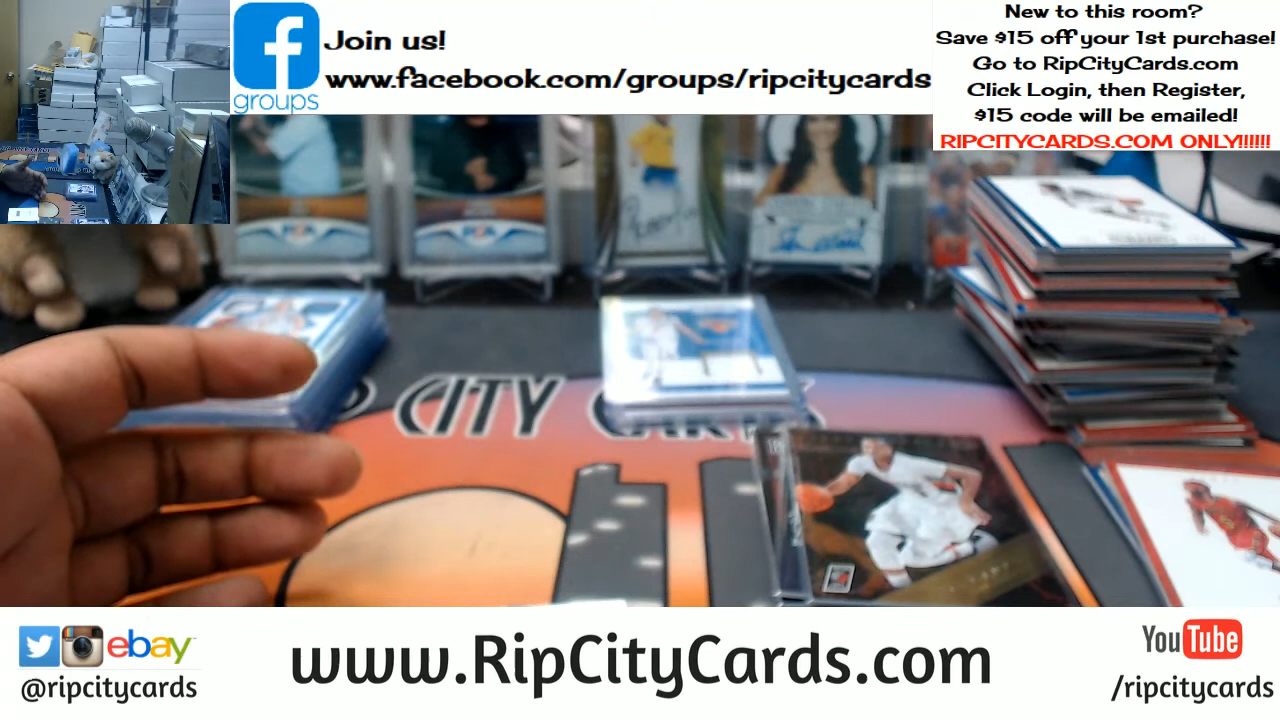 Join us!
www.facebook.com/groups/ripcitycards
groups
New to this room?
Save $15 off your 1st purchase!
Go to RipCityCards.com
Click Login, then Register,
$15 code will be emailed!
RIPCITYCARDS.COM ONLY!!!!!!
CITY CARDS
ebay
@ripcitycards
www.RipCityCards.com
YouTube
/ripcitycards